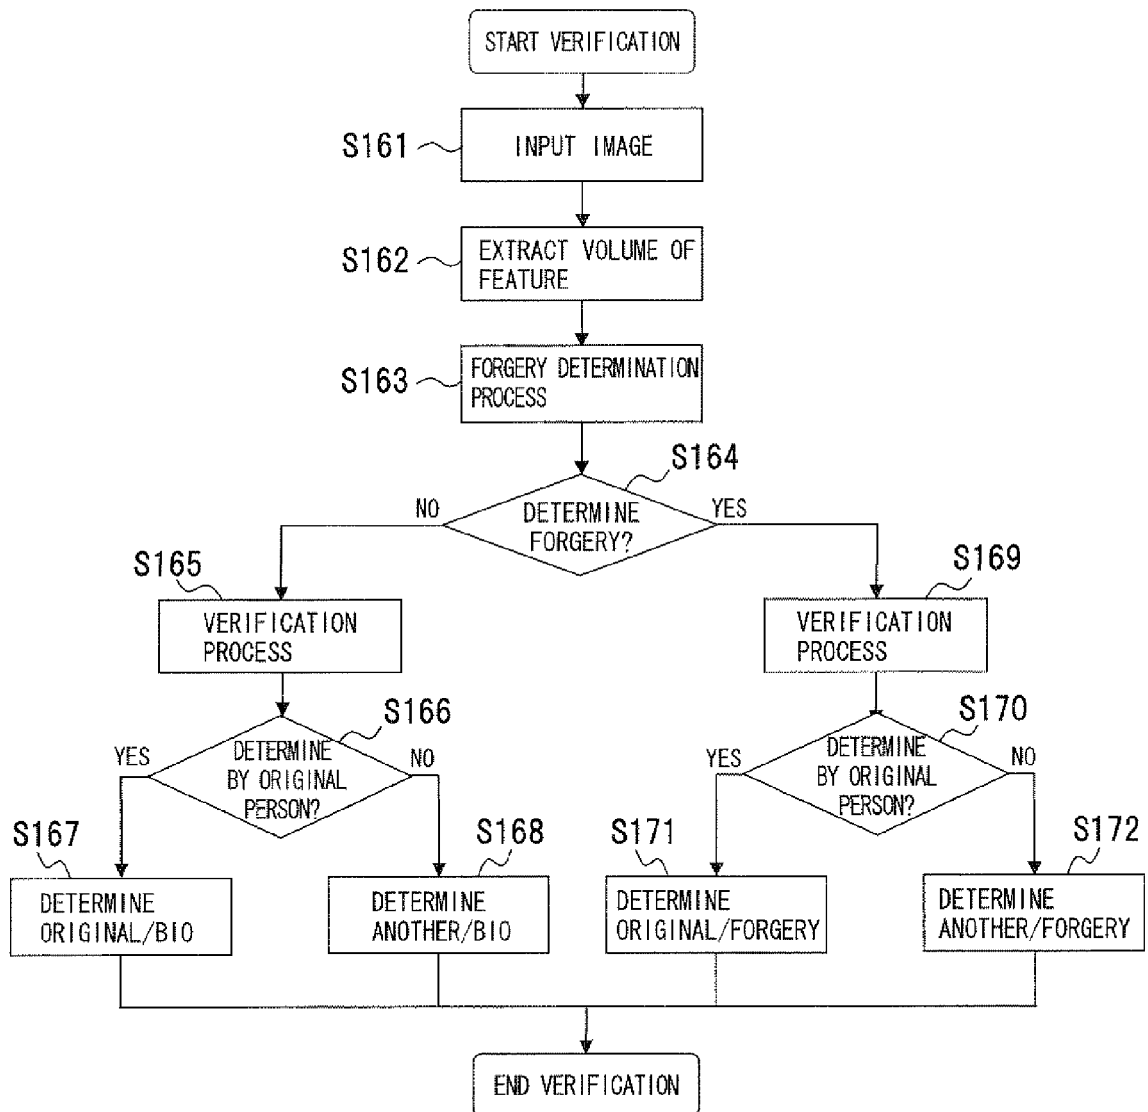 START VERIFICATION
S161
INPUT IMAGE
S162
EXTRACT VOLUME OF
FEATURE
S163
FORGERY DETERMINATION
PROCESS
S164
NO
YES
DETERMINE
FORGERY?
S165
VERIFICATION
PROCESS
S169
VERIFICATION
PROCESS
S166
YES
NO
DETERMINE
BY ORIGINAL
PERSON?
S170
YES
NO
DETERMINE
BY ORIGINAL
PERSON?
S167
DETERMINE
ORIGINAL/BIO
S168
DETERMINE
ANOTHER/BIO
S171
DETERMINE
ORIGINAL/FORGERY
S172
DETERMINE
ANOTHER/FORGERY
END VERIFICATION